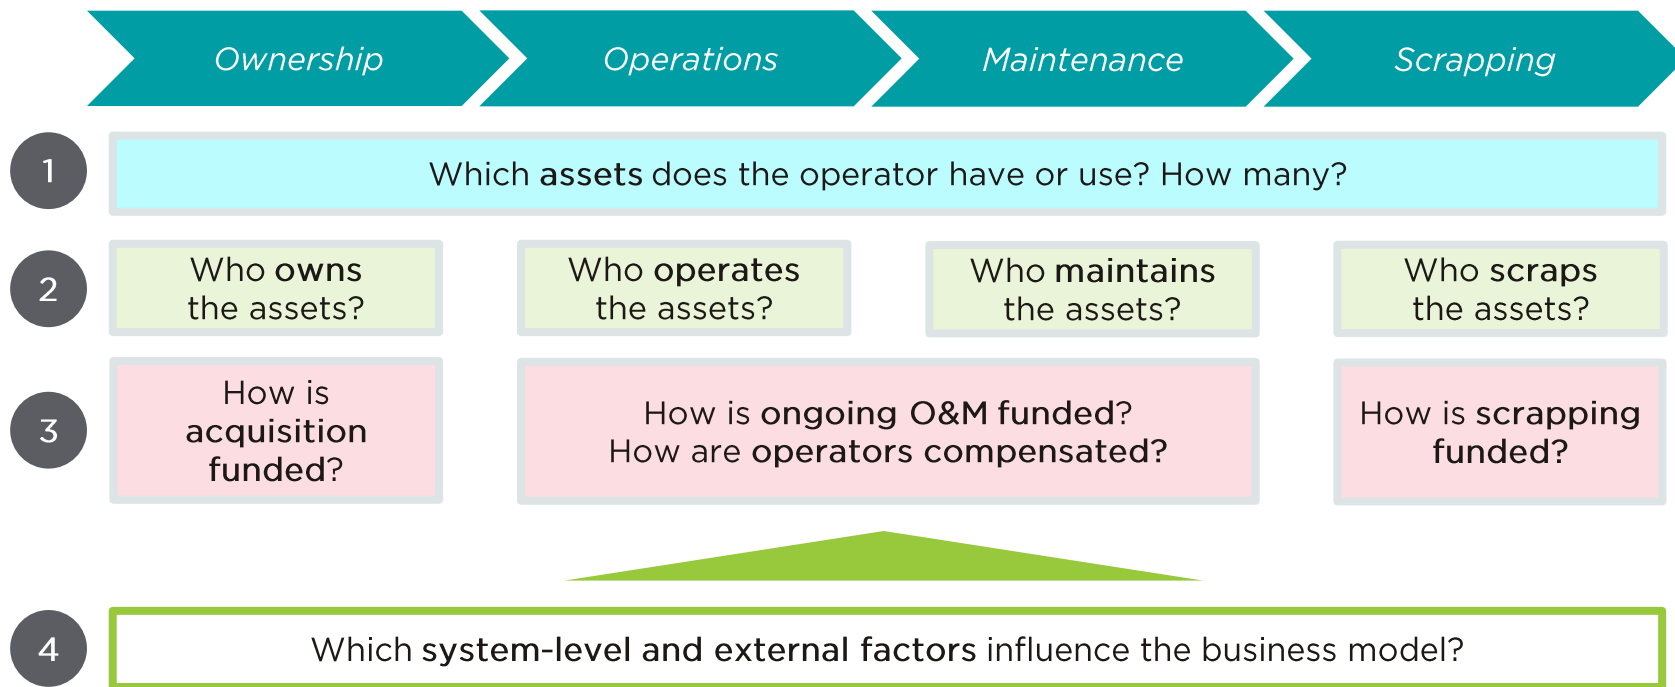 Ownership
Operations
Maintenance
Scrapping
1
Which assets does the operator have or use? How many?
2
Who owns
the assets?
Who operates
the assets?
Who maintains
the assets?
Who scraps
the assets?
3
How is
acquisition
funded?
How is ongoing O&M funded?
How are operators compensated?
How is scrapping
funded?
4
Which system-level and external factors influence the business model?